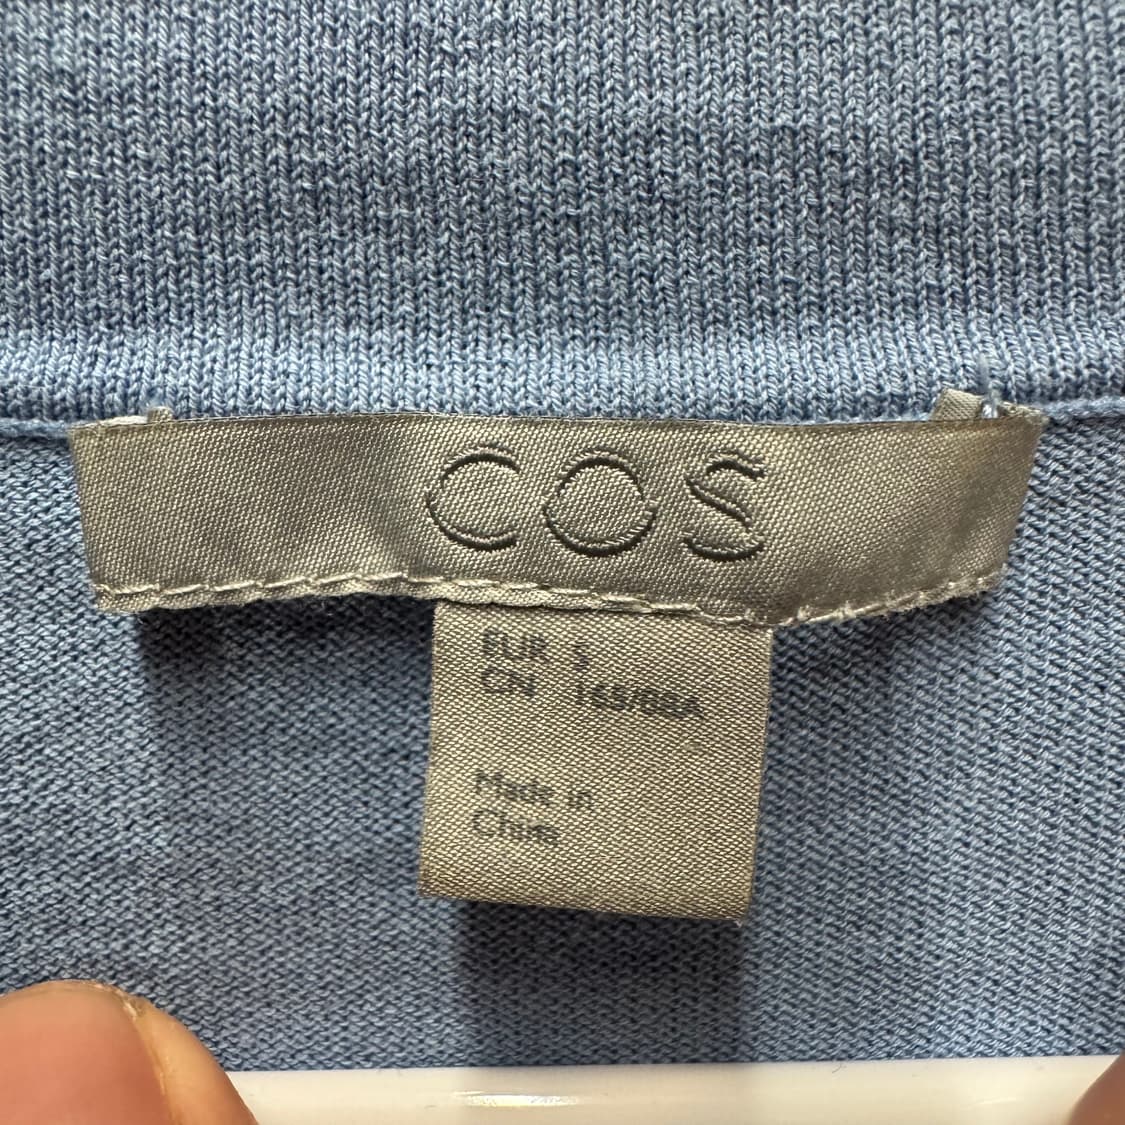 COS
EUR S
CN 165/88A
Made in
China